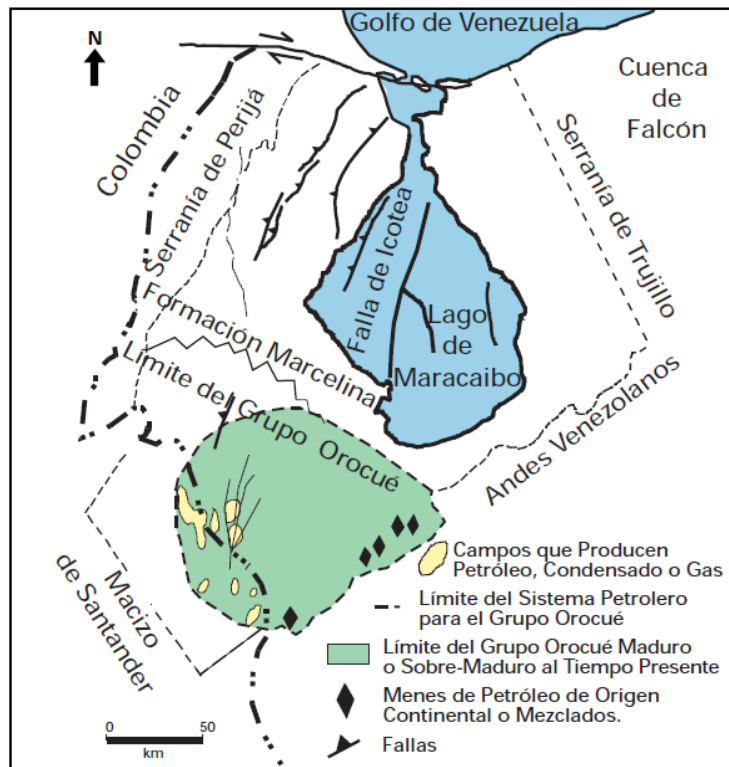 Golfo de Venezuela
N
Cuenca
de
Falcón
Colombia
Serranía de Perijá
Serranía de Trujillo
Falla de Icotea
Formación Marcelina
Lago
de
Maracaibo
Límite del Grupo Orocué
Andes Venezolanos
Macizo
de Santander
Campos que Producen
Petróleo, Condensado o Gas
Límite del Sistema Petrolero
para el Grupo Orocué
Límite del Grupo Orocué Maduro
o Sobre-Maduro al Tiempo Presente
Menes de Petróleo de Origen
Continental o Mezclados.
Fallas
0 50
km